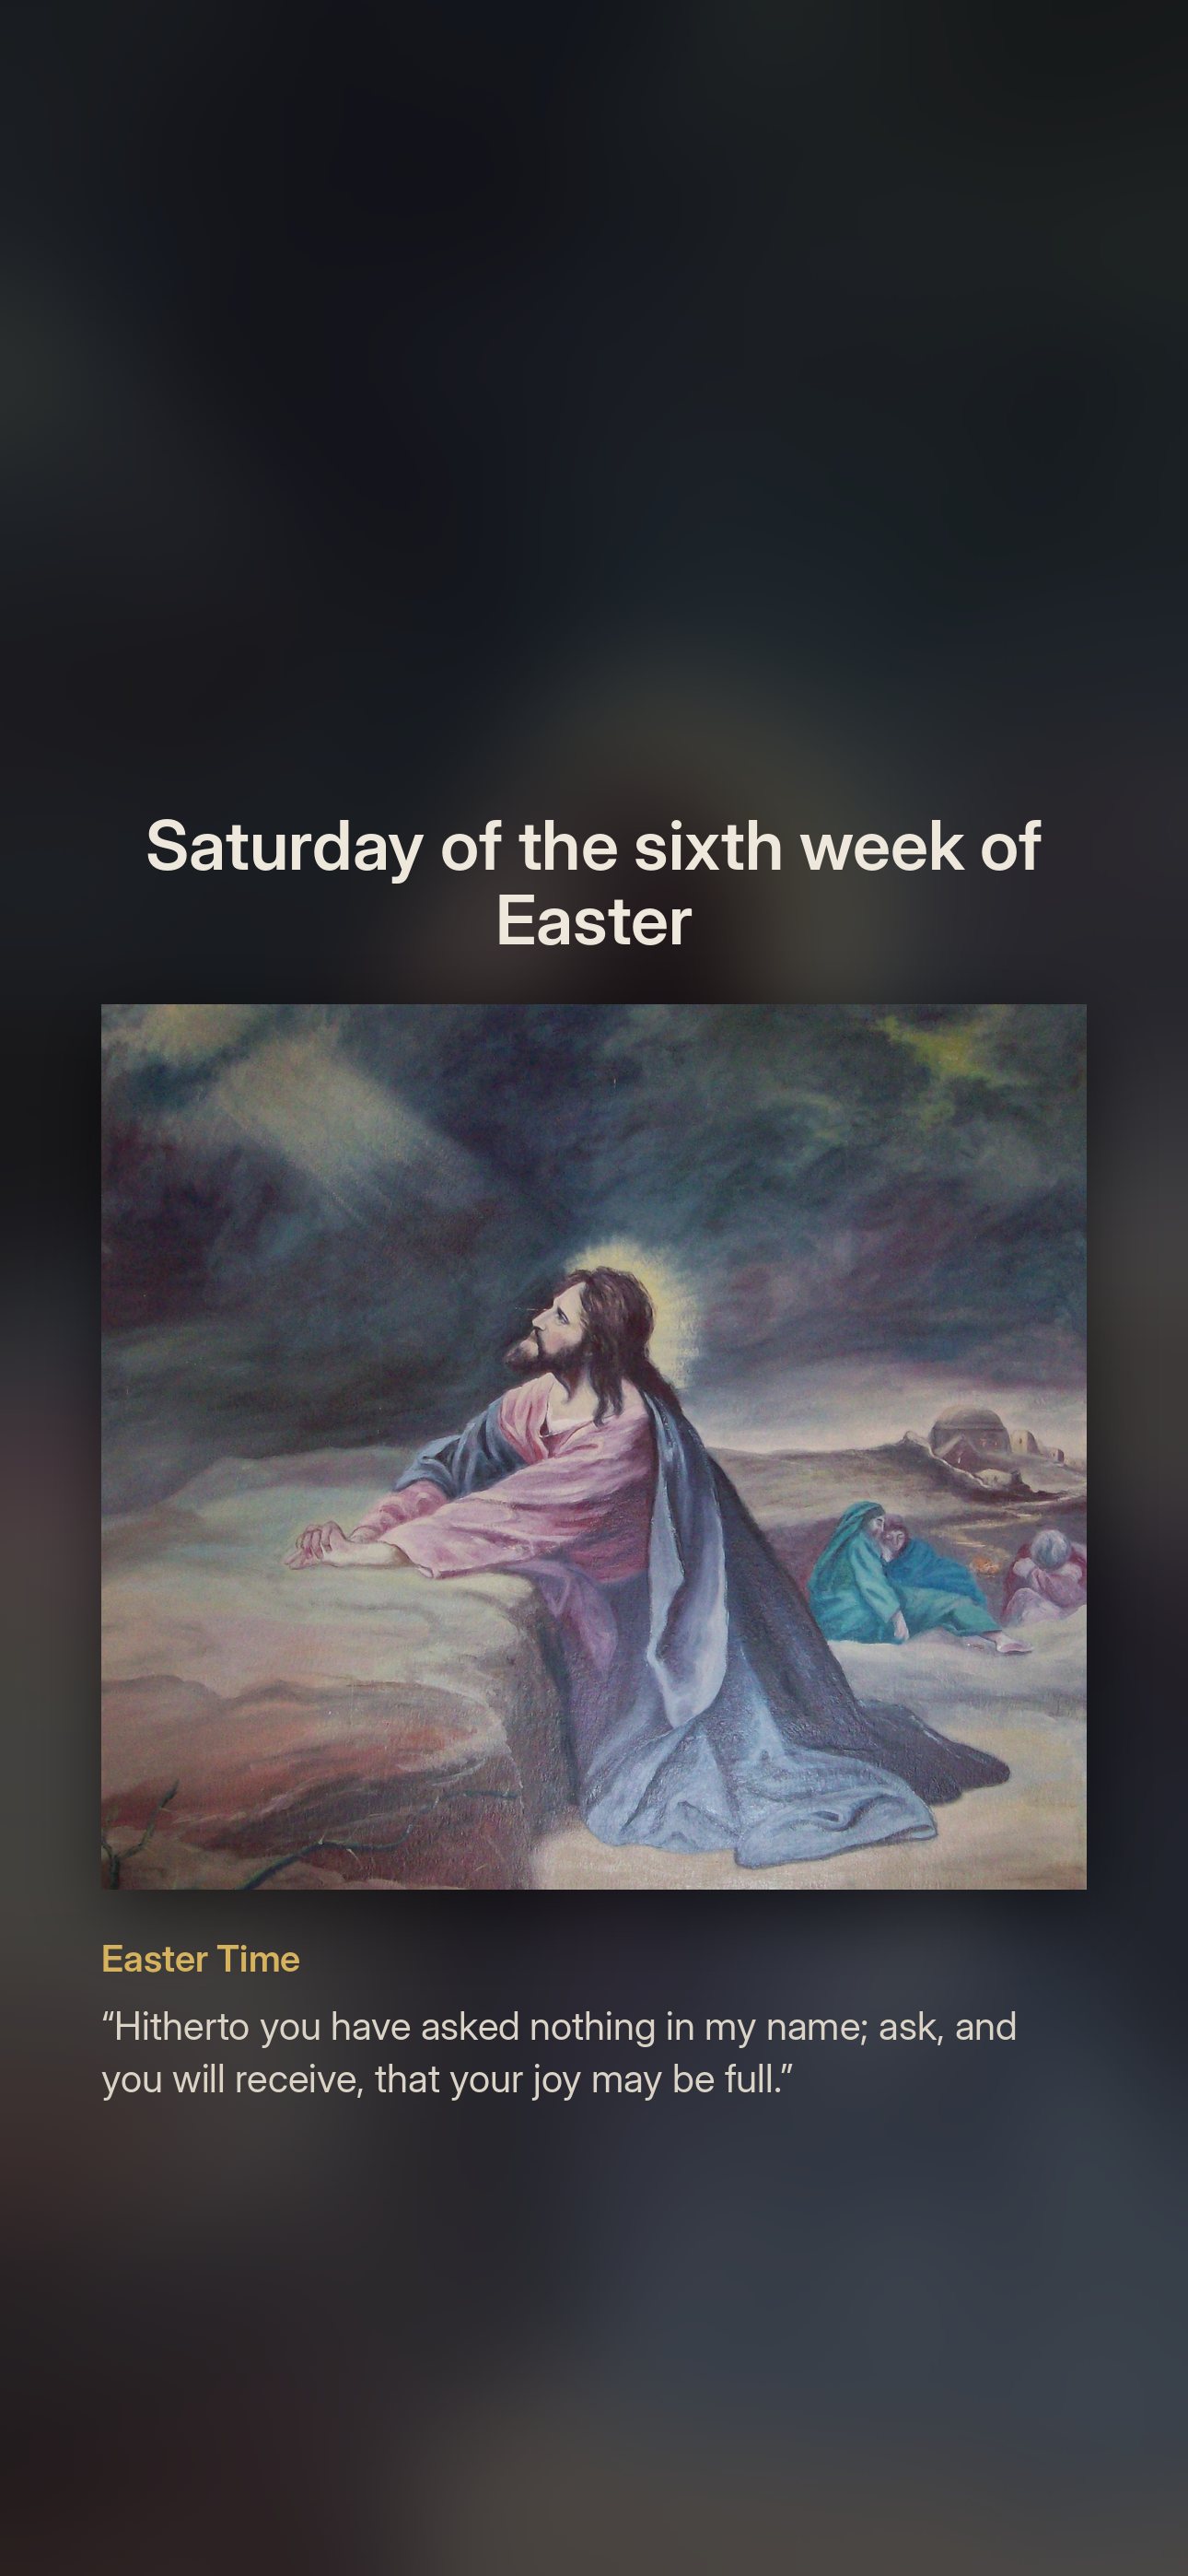 Saturday of the sixth week of
Easter
Easter Time
“Hitherto you have asked nothing in my name; ask, and
you will receive, that your joy may be full.”